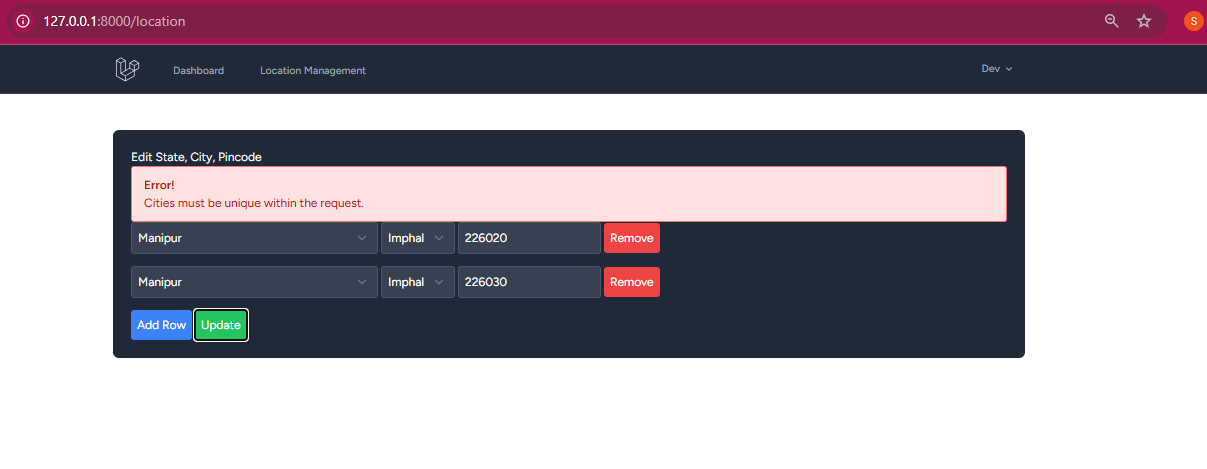 127.0.0.1:8000/location
S
Dashboard Location Management Dev
Edit State, City, Pincode
Error!
Cities must be unique within the request.
Manipur Imphal 226020 Remove
Manipur Imphal 226030 Remove
Add Row Update